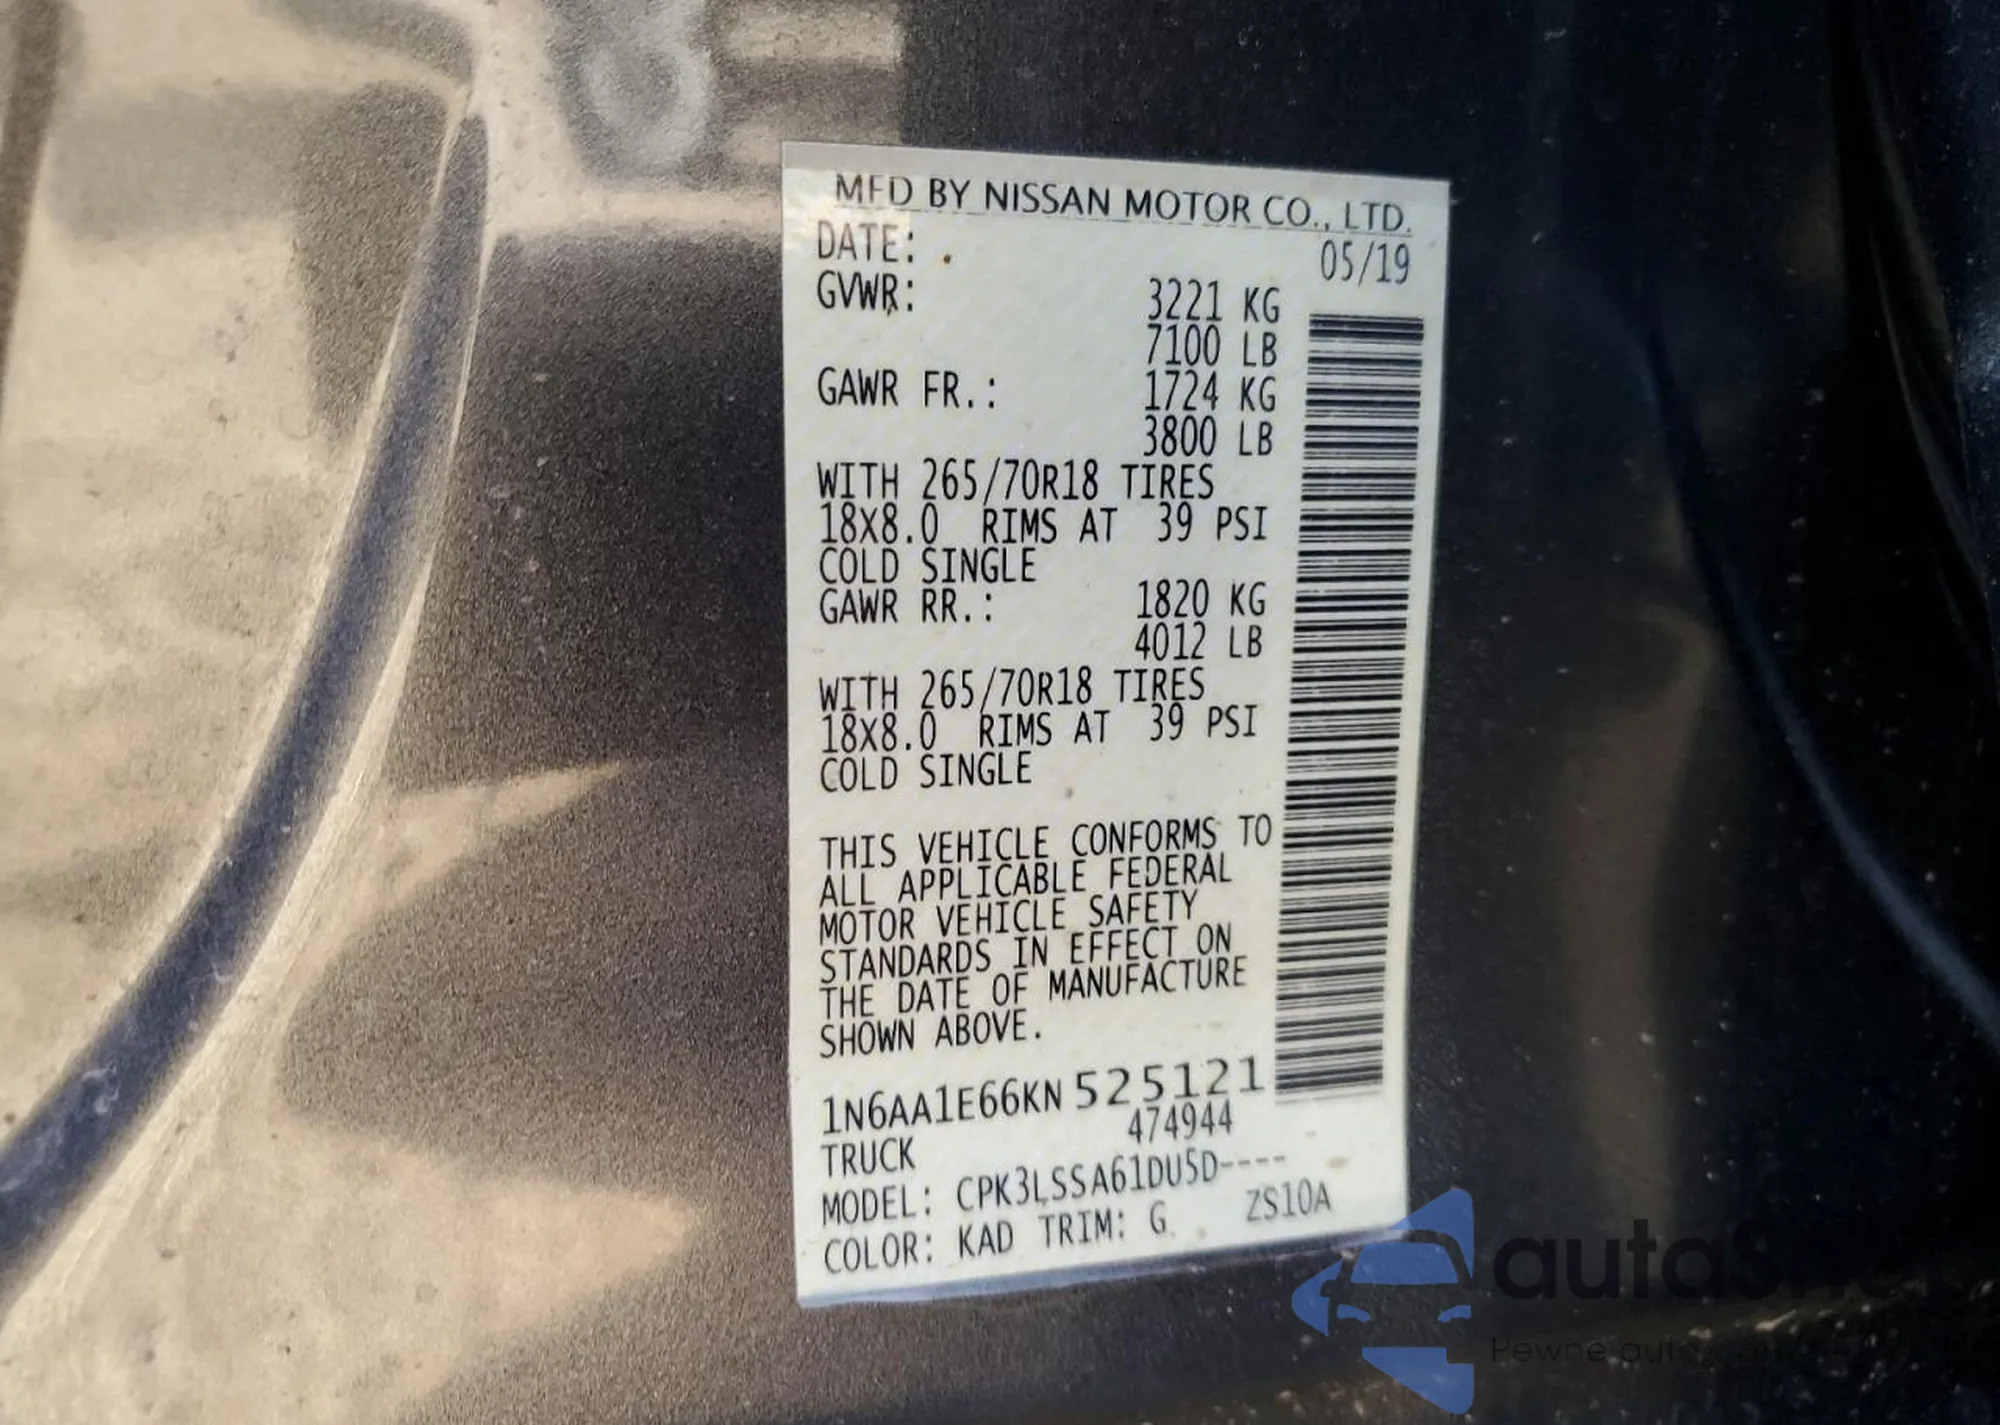 MFD BY NISSAN MOTOR CO., LTD.
DATE: 05/19
GVWR: 3221 KG
7100 LB
GAWR FR.: 1724 KG
3800 LB
WITH 265/70R18 TIRES
18X8.0 RIMS AT 39 PSI
COLD SINGLE
GAWR RR.: 1820 KG
4012 LB
WITH 265/70R18 TIRES
18X8.0 RIMS AT 39 PSI
COLD SINGLE
THIS VEHICLE CONFORMS TO
ALL APPLICABLE FEDERAL
MOTOR VEHICLE SAFETY
STANDARDS IN EFFECT ON
THE DATE OF MANUFACTURE
SHOWN ABOVE.
1N6AA1E66KN 525121
TRUCK 474944
MODEL: CPK3LSSA61DU5D----
COLOR: KAD TRIM: G ZS10A
Pewne